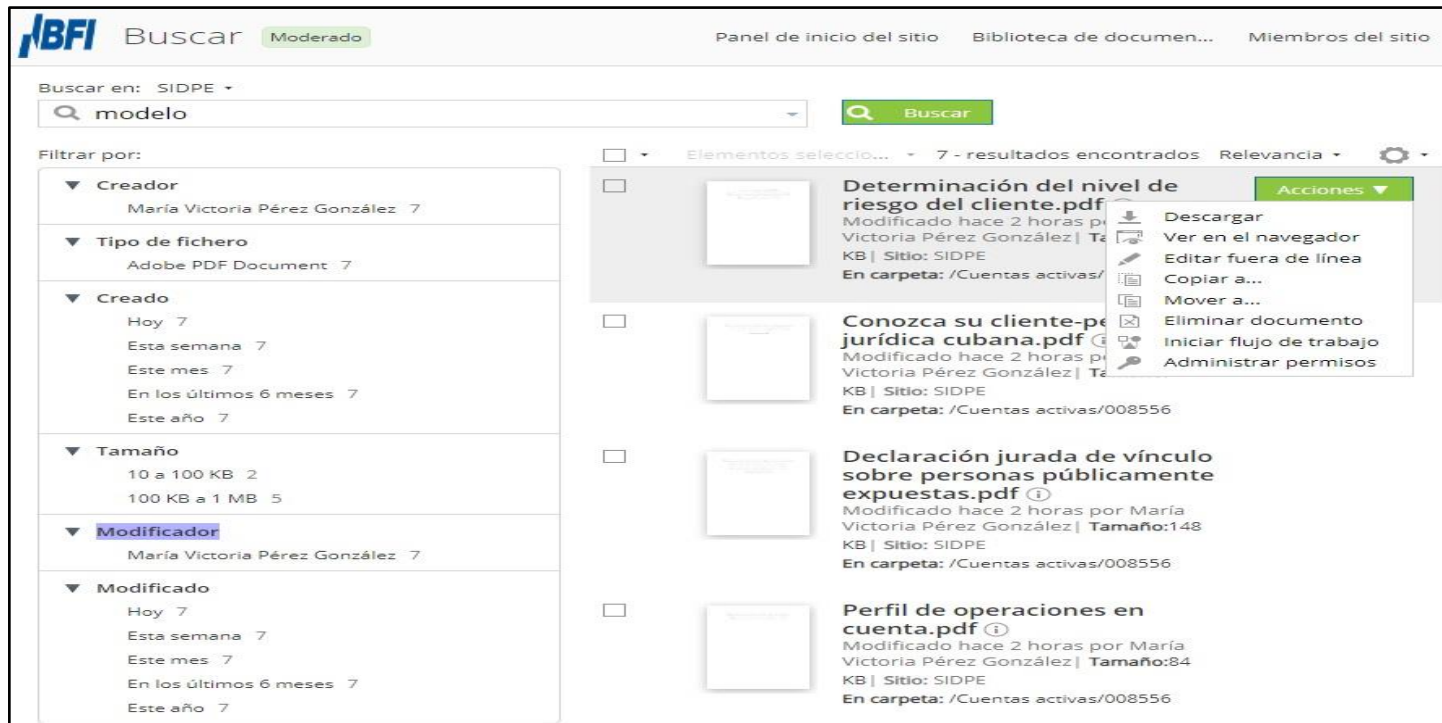 BFI Buscar Moderado Panel de inicio del sitio Biblioteca de documen... Miembros del sitio
Buscar en: SIDPE
modelo Buscar
Filtrar por:
Creador
María Victoria Pérez González 7
Tipo de fichero
Adobe PDF Document 7
Creado
Hoy 7
Esta semana 7
Este mes 7
En los últimos 6 meses 7
Este año 7
Tamaño
10 a 100 KB 2
100 KB a 1 MB 5
Modificador
María Victoria Pérez González 7
Modificado
Hoy 7
Esta semana 7
Este mes 7
En los últimos 6 meses 7
Este año 7
Elementos seleccio... 7 - resultados encontrados Relevancia
Determinación del nivel de
riesgo del cliente.pdf
Modificado hace 2 horas
Victoria Pérez González|
KB| Sitio: SIDPE
En carpeta: /Cuentas activas/
Acciones
Descargar
Ver en el navegador
Editar fuera de línea
Copiar a...
Mover a...
Eliminar documento
Iniciar flujo de trabajo
Administrar permisos
Conozca su
jurídica cubana.pdf
Modificado hace 2 horas
Victoria Pérez González|
KB| Sitio: SIDPE
En carpeta: /Cuentas activas/008556
Declaración jurada de vínculo
sobre personas públicamente
expuestas.pdf
Modificado hace 2 horas por María
Victoria Pérez González| Tamaño:148
KB| Sitio: SIDPE
En carpeta: /Cuentas activas/008556
Perfil de operaciones en
cuenta.pdf
Modificado hace 2 horas por María
Victoria Pérez González| Tamaño:84
KB| Sitio: SIDPE
En carpeta: /Cuentas activas/008556